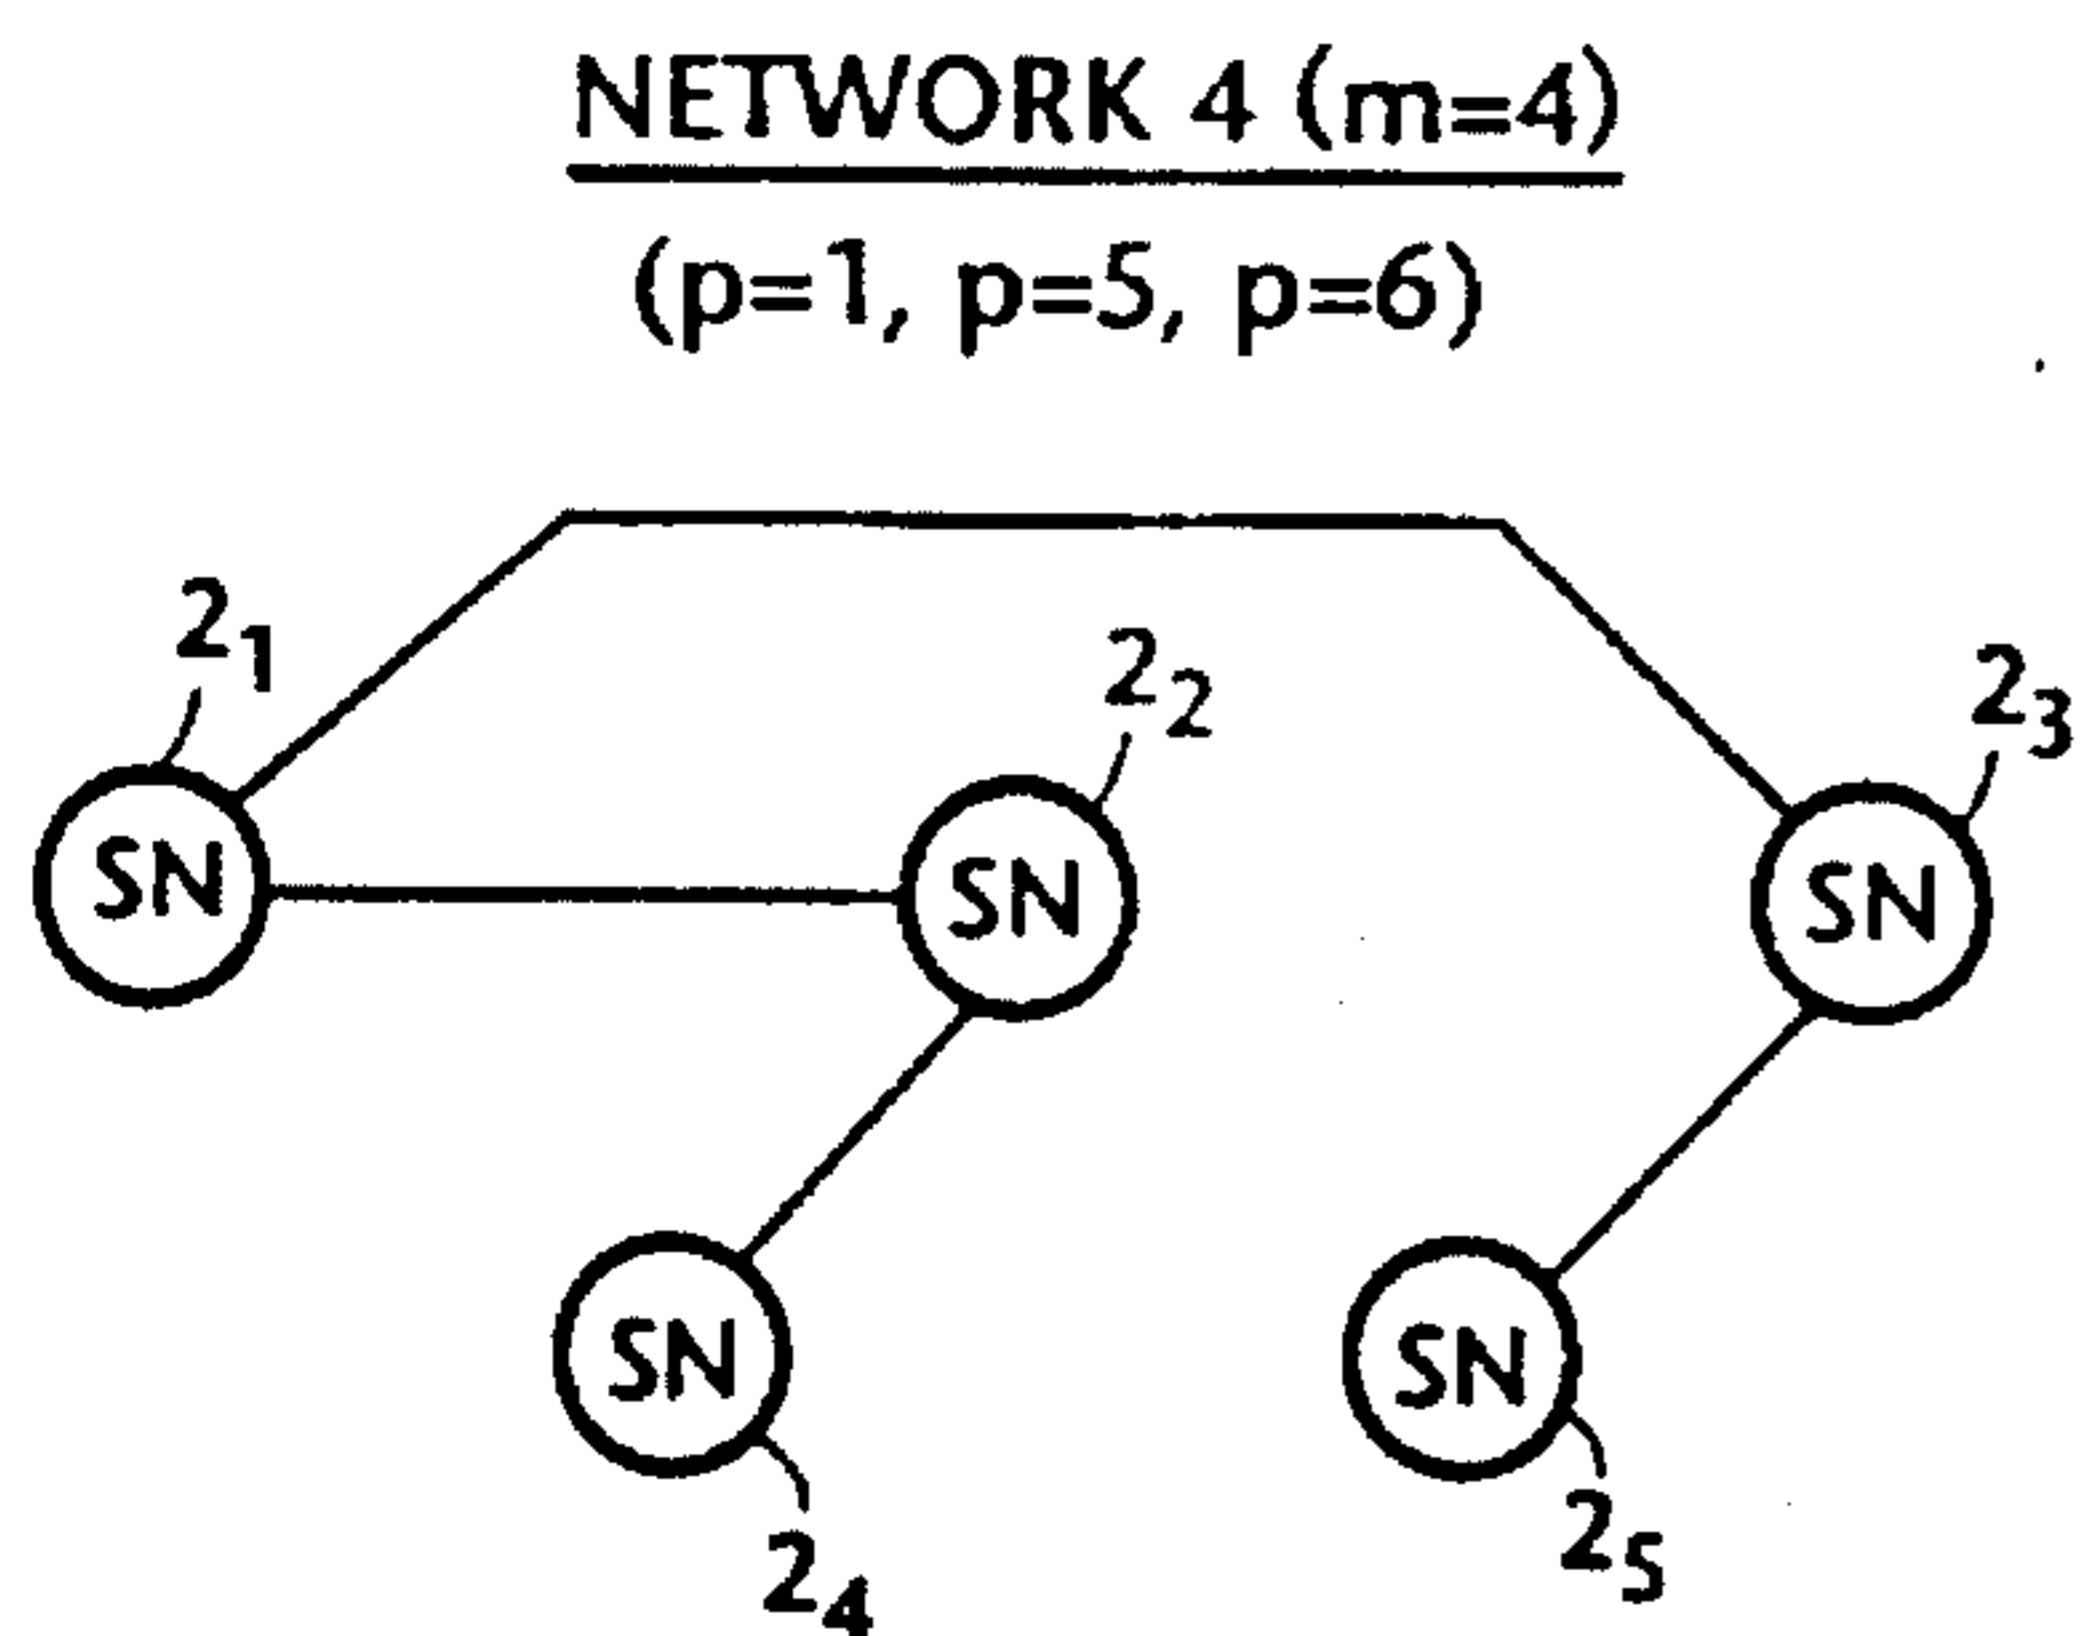 NETWORK 4 (m=4)
(p=1, p=5, p=6)
2₁
2₂
2₃
SN
SN
SN
SN
SN
2₄
2₅